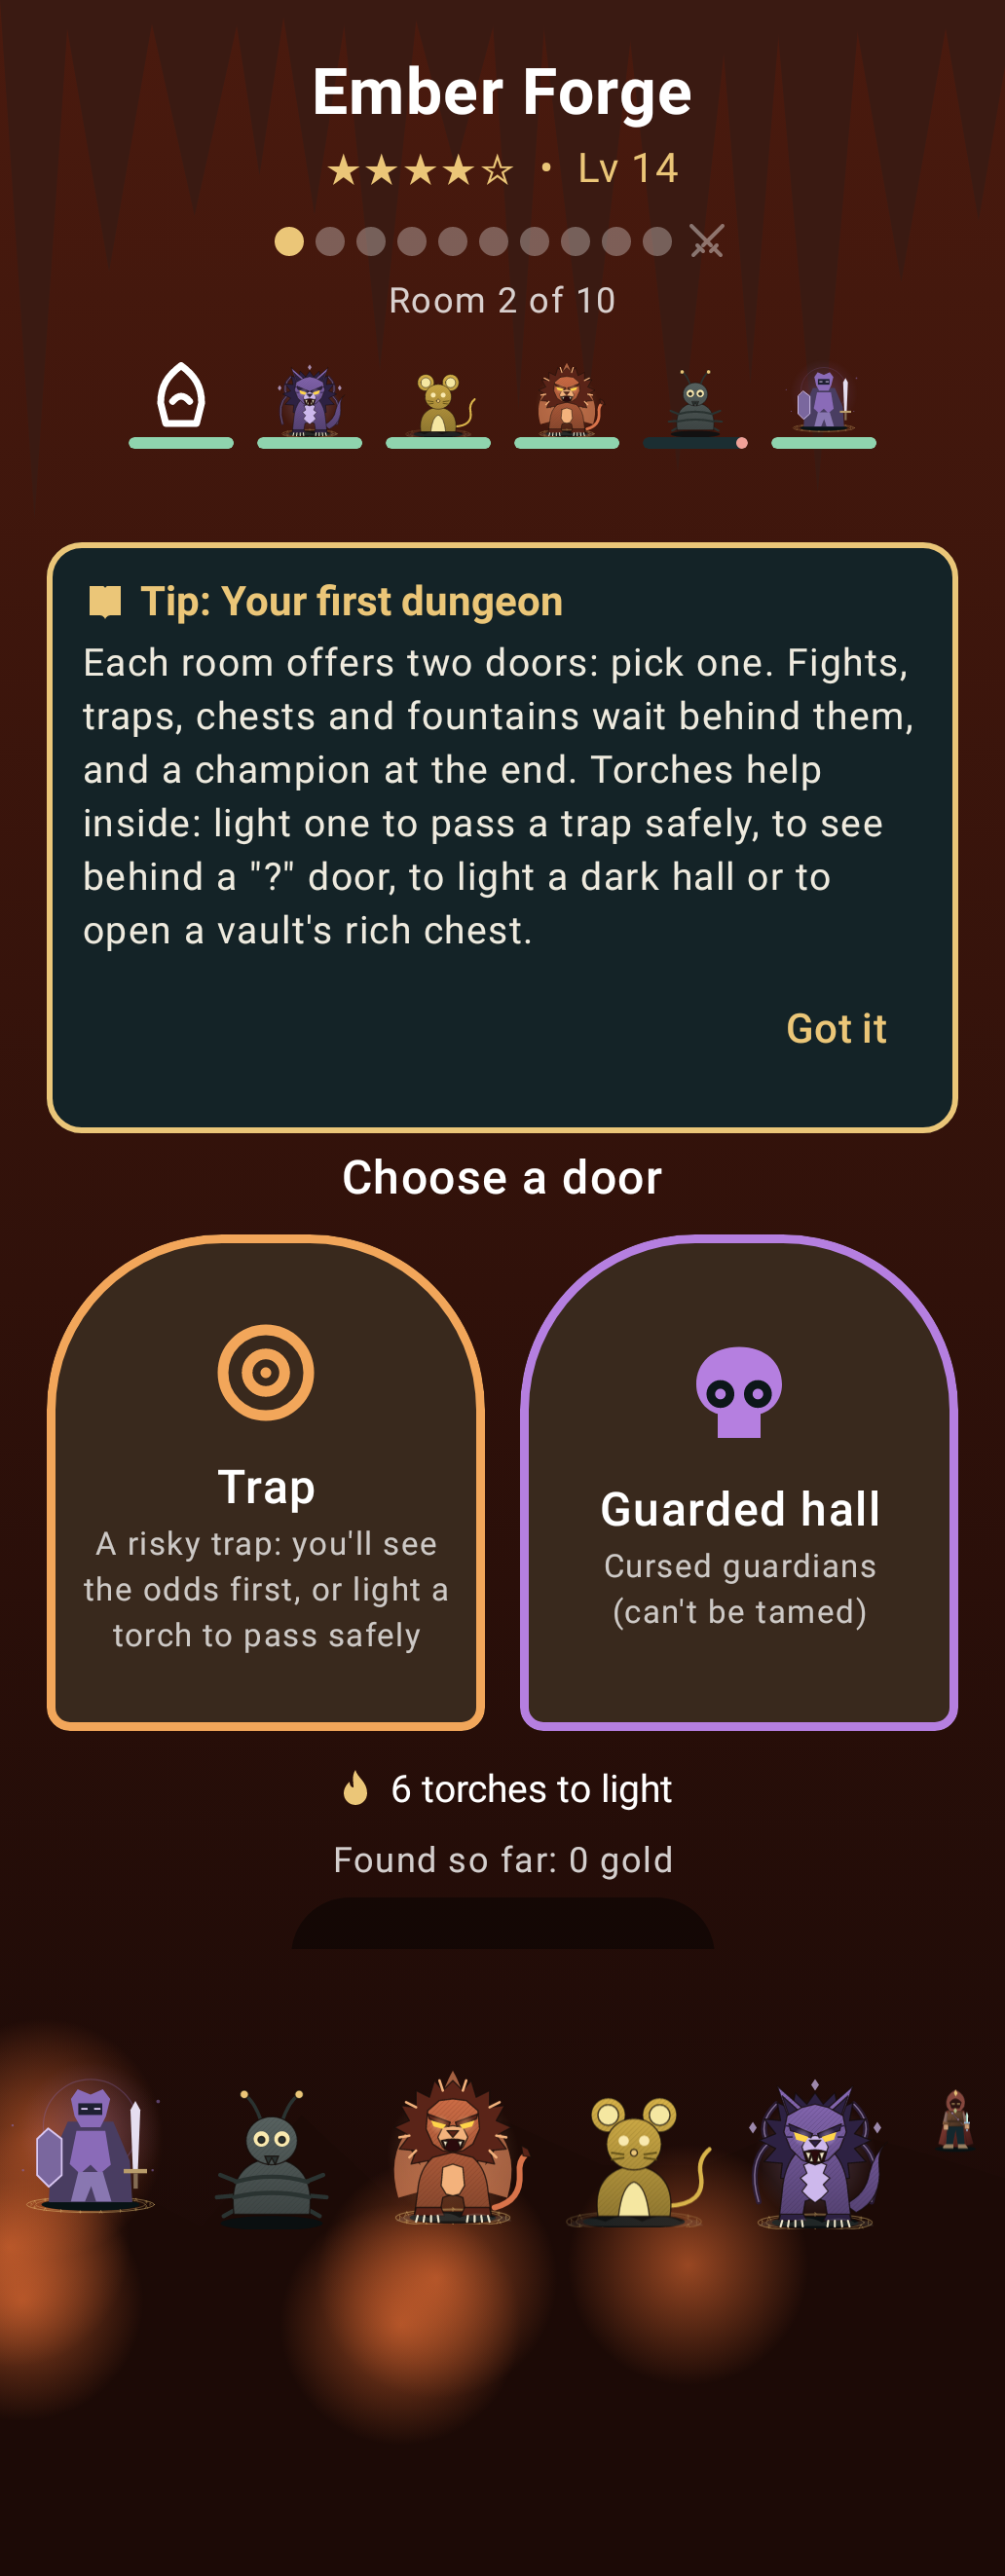 Ember Forge
★★★★☆ • Lv 14
Room 2 of 10
Tip: Your first dungeon
Each room offers two doors: pick one. Fights,
traps, chests and fountains wait behind them,
and a champion at the end. Torches help
inside: light one to pass a trap safely, to see
behind a "?" door, to light a dark hall or to
open a vault's rich chest.
Got it
Choose a door
Trap
A risky trap: you'll see
the odds first, or light a
torch to pass safely
Guarded hall
Cursed guardians
(can't be tamed)
6 torches to light
Found so far: 0 gold